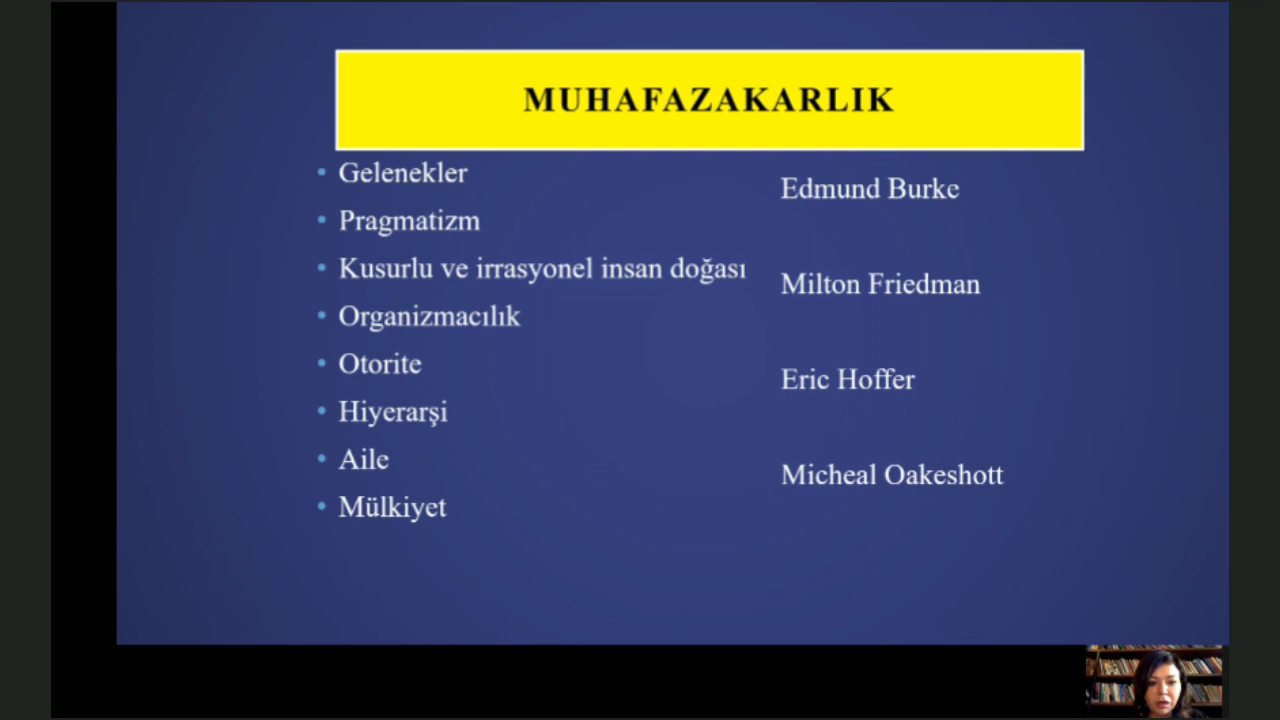 MUHAFAZAKARLIK
• Gelenekler
• Pragmatizm
• Kusurlu ve irrasyonel insan doğası
• Organizmacılık
• Otorite
• Hiyerarşi
• Aile
• Mülkiyet
Edmund Burke
Milton Friedman
Eric Hoffer
Micheal Oakeshott